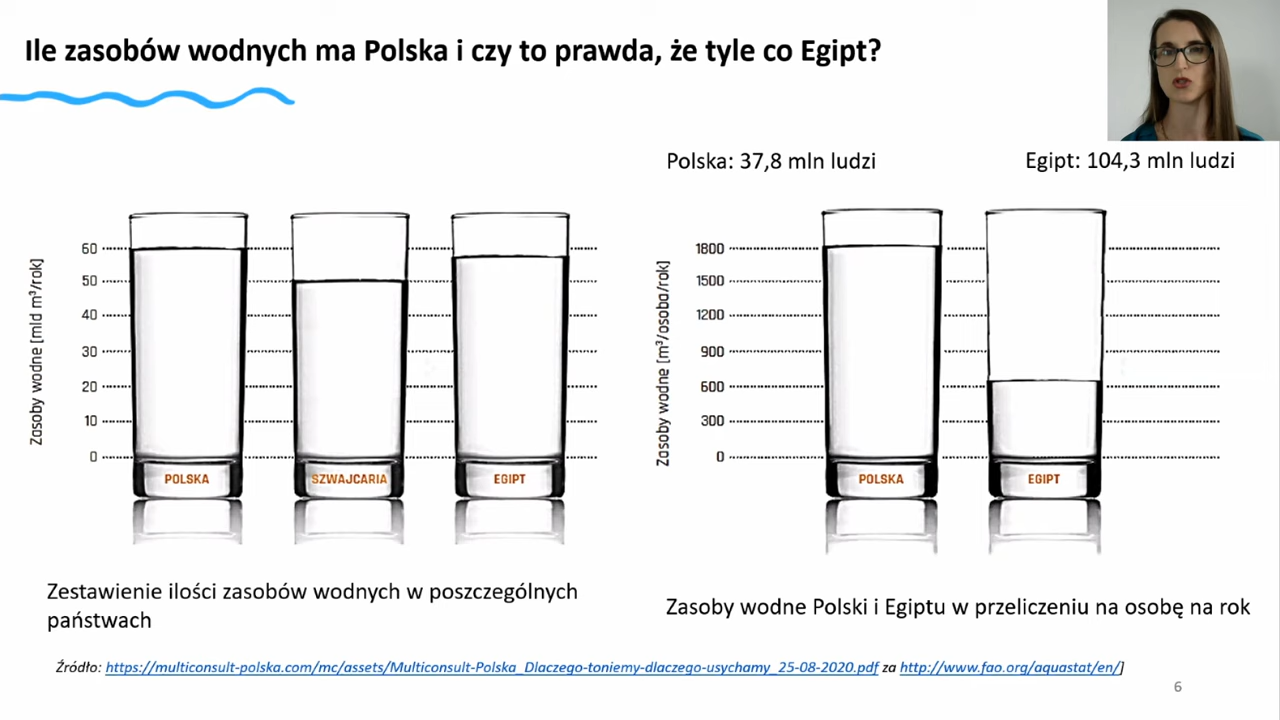 Ile zasobów wodnych ma Polska i czy to prawda, że tyle co Egipt?
Polska: 37,8 mln ludzi
Egipt: 104,3 mln ludzi
Zasoby wodne [mld m³/rok]
60
50
40
30
20
10
0
POLSKA
SZWAJCARIA
EGIPT
Zasoby wodne [m³/osoba/rok]
1800
1500
1200
900
600
300
0
POLSKA
EGIPT
Zestawienie ilości zasobów wodnych w poszczególnych
państwach
Zasoby wodne Polski i Egiptu w przeliczeniu na osobę na rok
Źródło: https://multiconsult-polska.com/mc/assets/Multiconsult-Polska_Dlaczego-toniemy-dlaczego-usychamy_25-08-2020.pdf za http://www.fao.org/aquastat/en/]
6